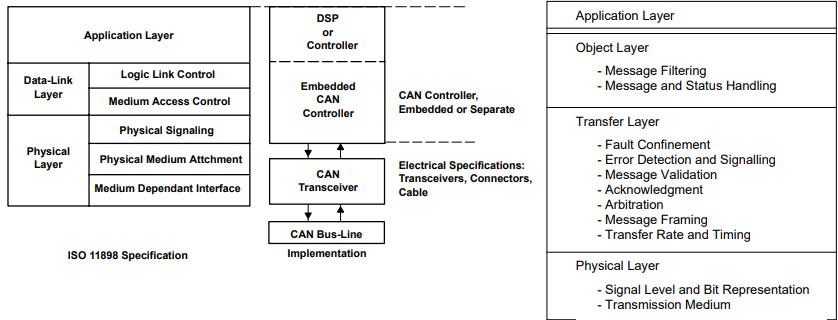 Application Layer
Data-Link
Layer
Logic Link Control
Medium Access Control
Physical
Layer
Physical Signaling
Physical Medium Attchment
Medium Dependant Interface
ISO 11898 Specification
DSP
or
Controller
Embedded
CAN
Controller
CAN
Transceiver
CAN Bus-Line
Implementation
CAN Controller,
Embedded or Separate
Electrical Specifications:
Transceivers, Connectors,
Cable
Application Layer
Object Layer
- Message Filtering
- Message and Status Handling
Transfer Layer
- Fault Confinement
- Error Detection and Signalling
- Message Validation
- Acknowledgment
- Arbitration
- Message Framing
- Transfer Rate and Timing
Physical Layer
- Signal Level and Bit Representation
- Transmission Medium